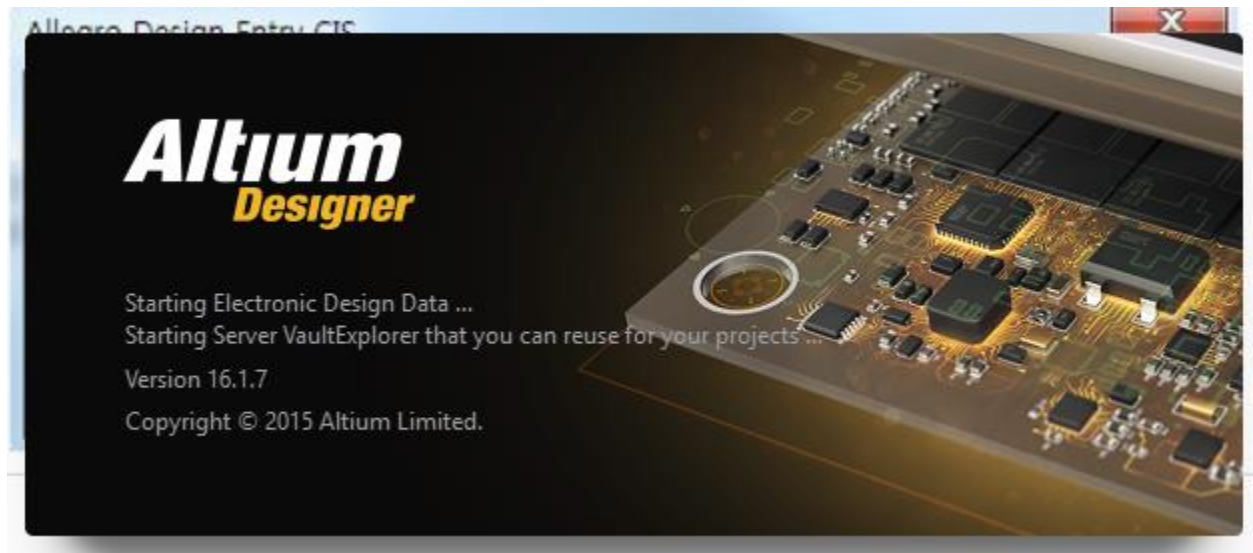 Allegro Design Entry CIS
X
Altium
Designer
Starting Electronic Design Data ...
Starting Server VaultExplorer that you can reuse for your projects ...
Version 16.1.7
Copyright © 2015 Altium Limited.